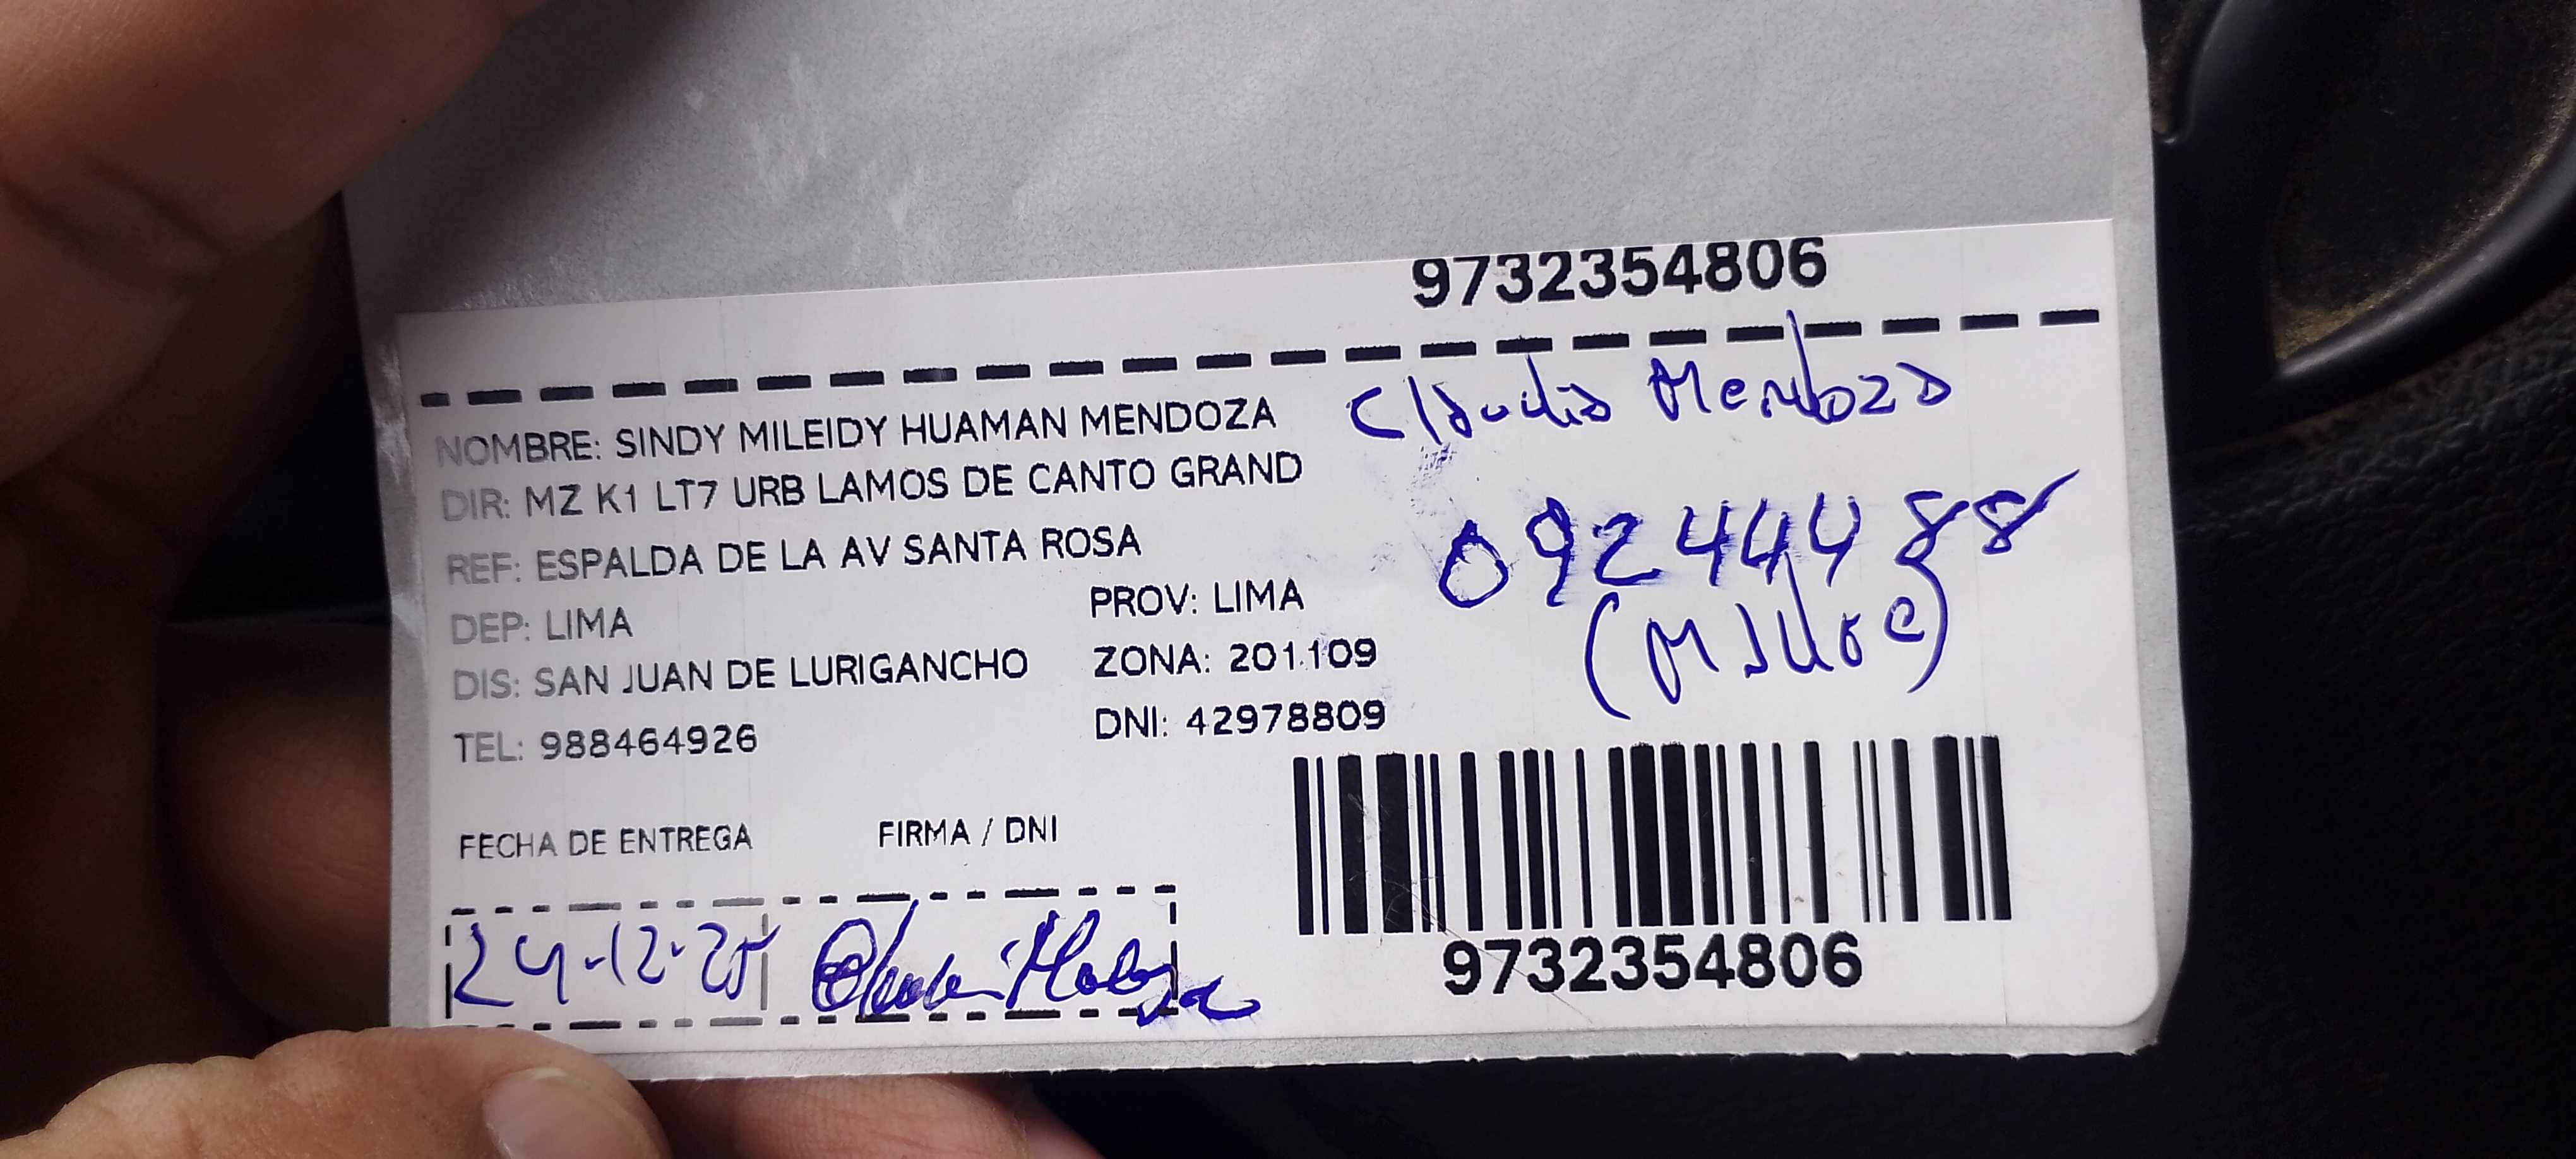 9732354806
NOMBRE: SINDY MILEIDY HUAMAN MENDOZA
Claudia Mendoza
DIR: MZ K1 LT7 URB LAMOS DE CANTO GRAND
REF: ESPALDA DE LA AV SANTA ROSA
09244488
DEP: LIMA PROV: LIMA
DIS: SAN JUAN DE LURIGANCHO ZONA: 201109
TEL: 988464926 DNI: 42978809
FECHA DE ENTREGA FIRMA / DNI
24-12-25
9732354806